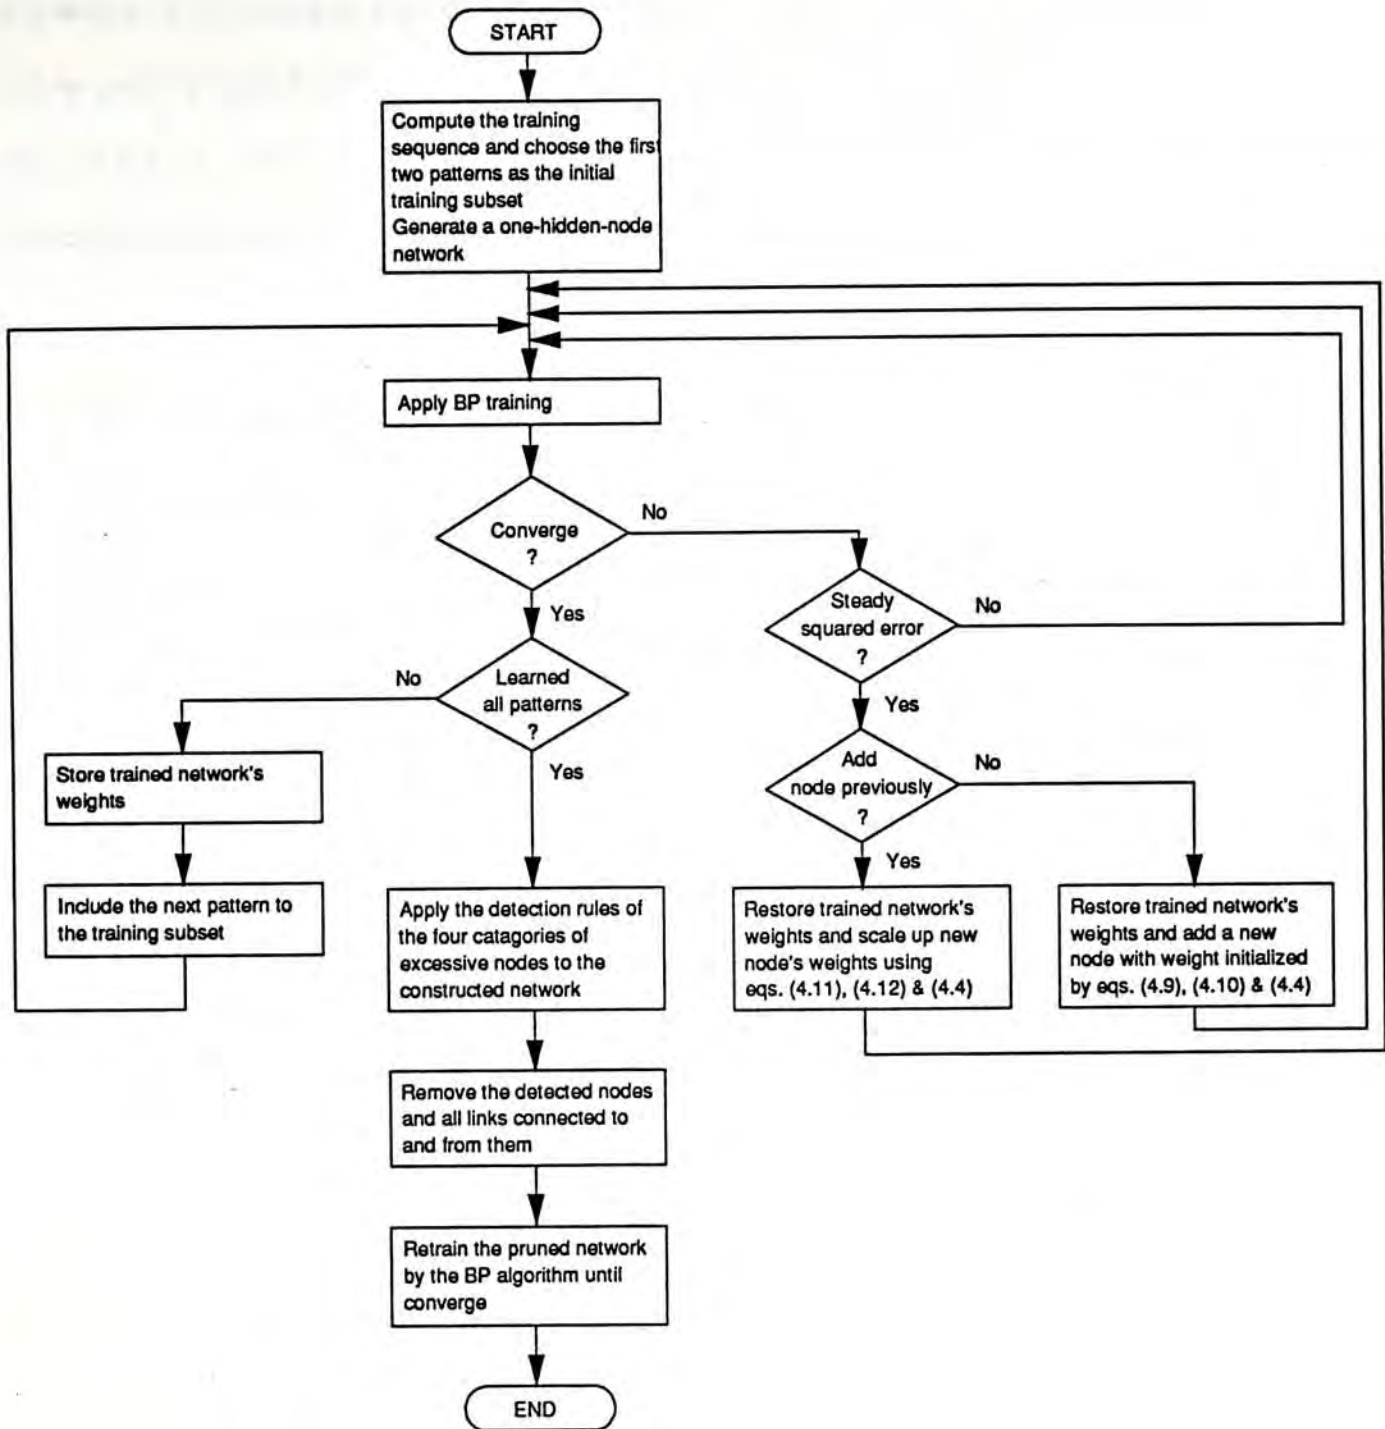 START
Compute the training
sequence and choose the first
two patterns as the initial
training subset
Generate a one-hidden-node
network
Apply BP training
Converge
?
No
Yes
Steady
squared error
?
No
Yes
Learned
all patterns
?
No
Yes
Add
node previously
?
No
Yes
Store trained network's
weights
Include the next pattern to
the training subset
Apply the detection rules of
the four catagories of
excessive nodes to the
constructed network
Restore trained network's
weights and scale up new
node's weights using
eqs. (4.11), (4.12) & (4.4)
Restore trained network's
weights and add a new
node with weight initialized
by eqs. (4.9), (4.10) & (4.4)
Remove the detected nodes
and all links connected to
and from them
Retrain the pruned network
by the BP algorithm until
converge
END